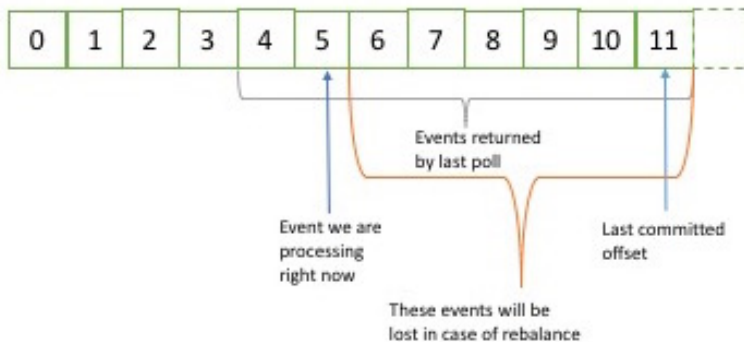 0 1 2 3 4 5 6 7 8 9 10 11
Events returned
by last poll
Event we are
processing
right now
Last committed
offset
These events will be
lost in case of rebalance